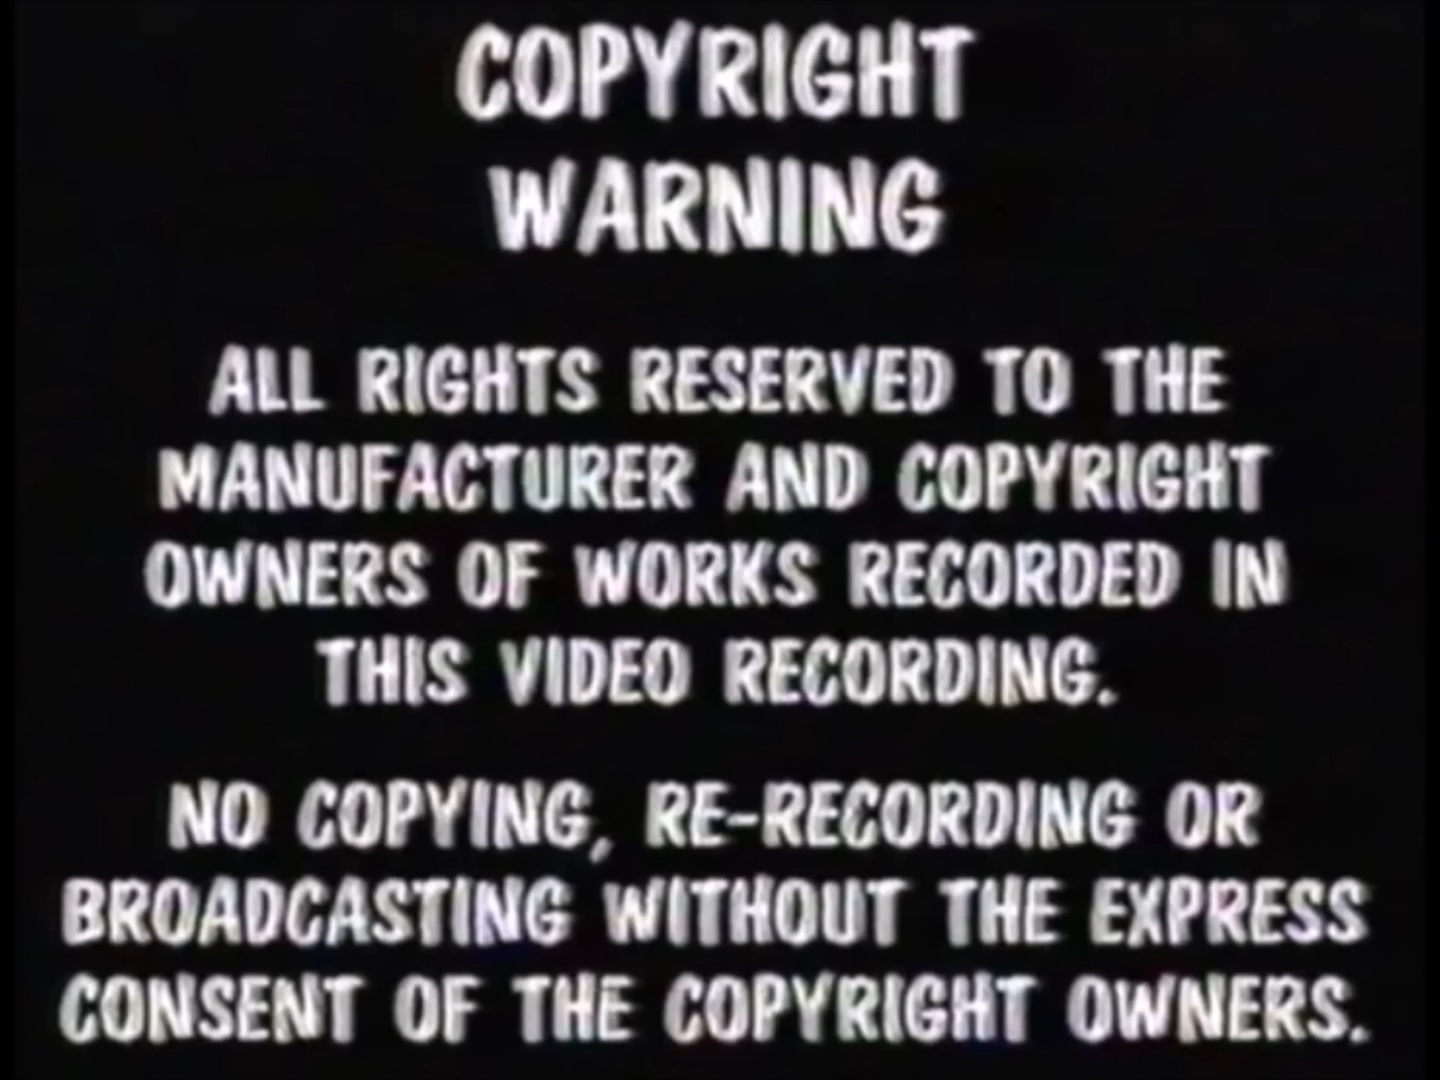 COPYRIGHT
WARNING
ALL RIGHTS RESERVED TO THE
MANUFACTURER AND COPYRIGHT
OWNERS OF WORKS RECORDED IN
THIS VIDEO RECORDING.
NO COPYING, RE-RECORDING OR
BROADCASTING WITHOUT THE EXPRESS
CONSENT OF THE COPYRIGHT OWNERS.